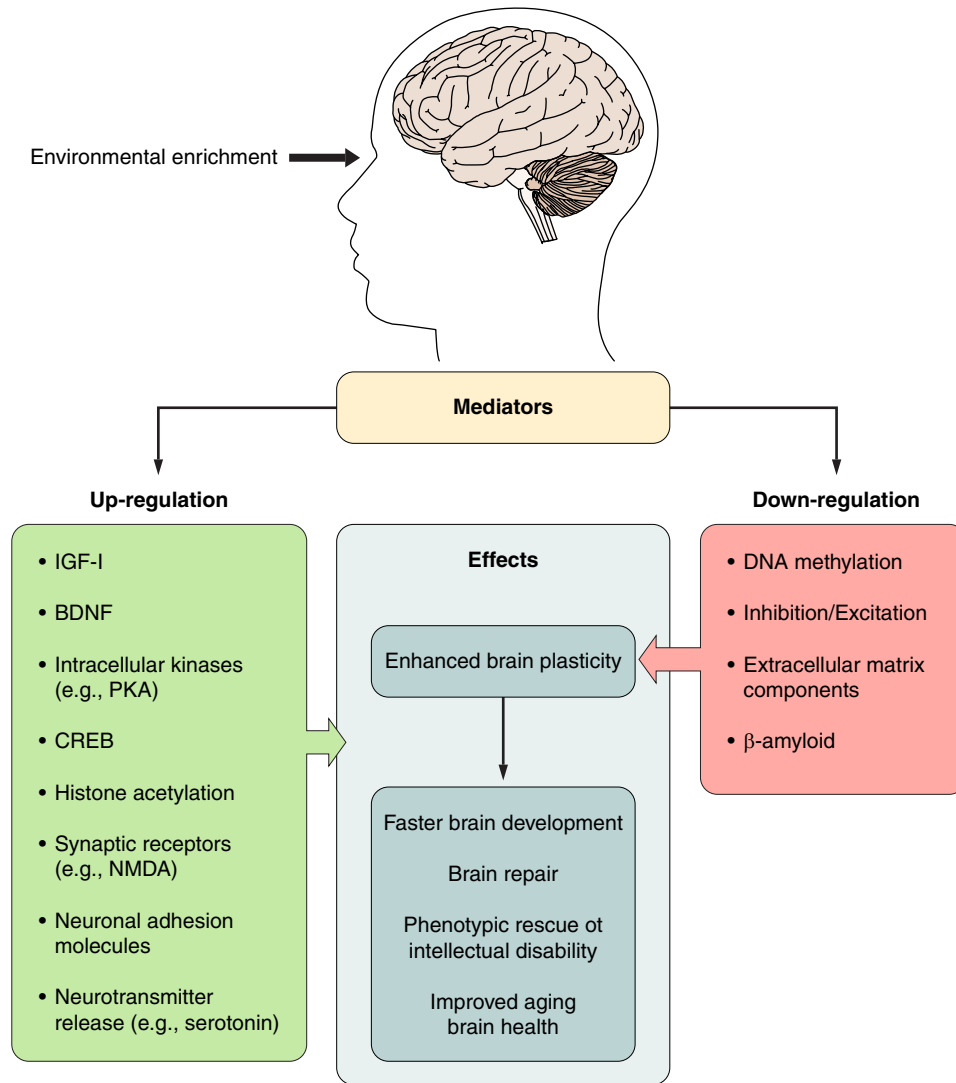 Environmental enrichment
Mediators
Up-regulation
• IGF-I
• BDNF
• Intracellular kinases
(e.g., PKA)
• CREB
• Histone acetylation
• Synaptic receptors
(e.g., NMDA)
• Neuronal adhesion
molecules
• Neurotransmitter
release (e.g., serotonin)
Effects
Enhanced brain plasticity
Faster brain development
Brain repair
Phenotypic rescue ot
intellectual disability
Improved aging
brain health
Down-regulation
• DNA methylation
• Inhibition/Excitation
• Extracellular matrix
components
• β-amyloid